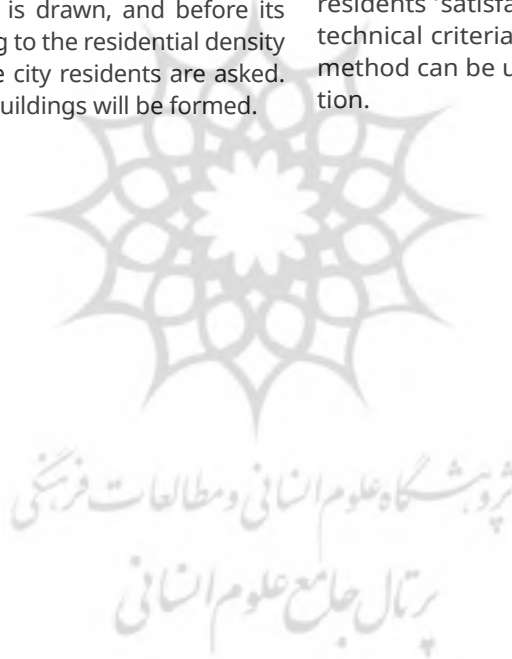 is drawn, and before its
g to the residential density
e city residents are asked.
uildings will be formed.
residents 'satisfa
technical criteria
method can be u
tion.
پژوهشگاه علوم انسانی و مطالعات فرهنگی
پرتال جامع علوم انسانی